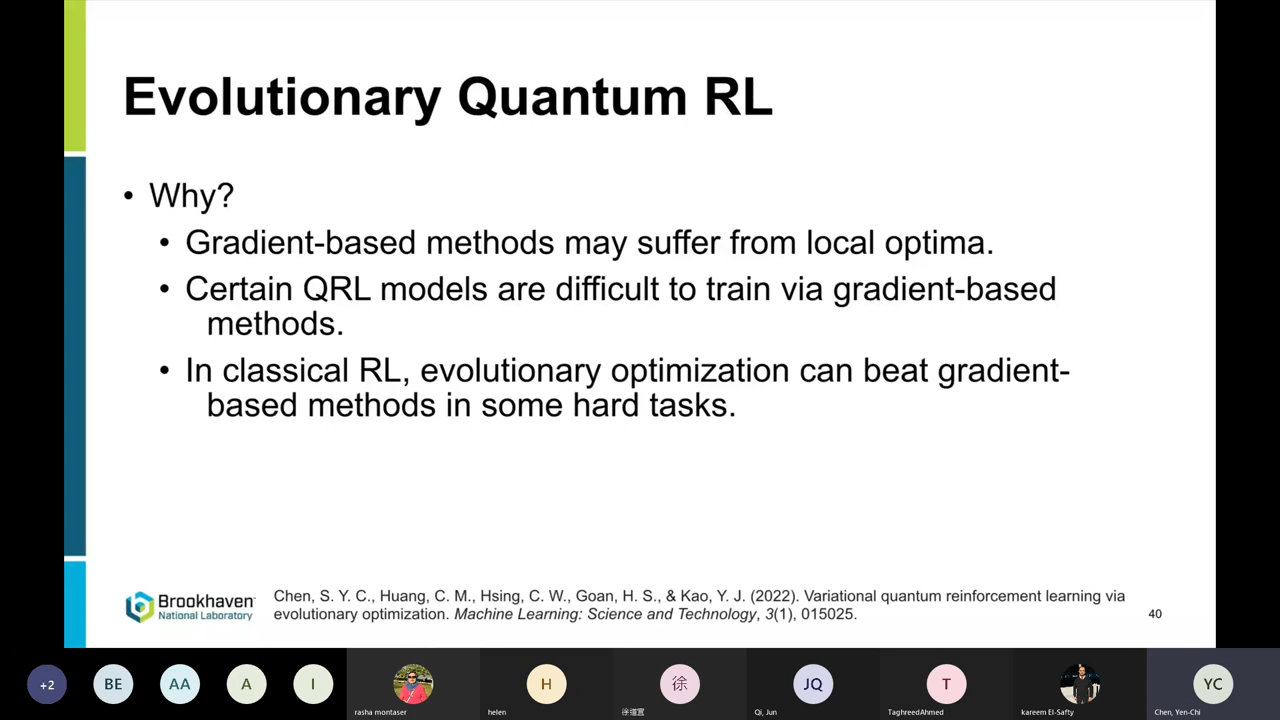 Evolutionary Quantum RL
• Why?
• Gradient-based methods may suffer from local optima.
• Certain QRL models are difficult to train via gradient-based
methods.
• In classical RL, evolutionary optimization can beat gradient-
based methods in some hard tasks.
Brookhaven
National Laboratory
Chen, S. Y. C., Huang, C. M., Hsing, C. W., Goan, H. S., & Kao, Y. J. (2022). Variational quantum reinforcement learning via
evolutionary optimization. Machine Learning: Science and Technology, 3(1), 015025.
40
+2
BE
AA
A
I
H
徐
JQ
T
YC
rasha montaser
helen
Qi, Jun
TaghreedAhmed
kareem El-Safty
Chen, Yen-Chi